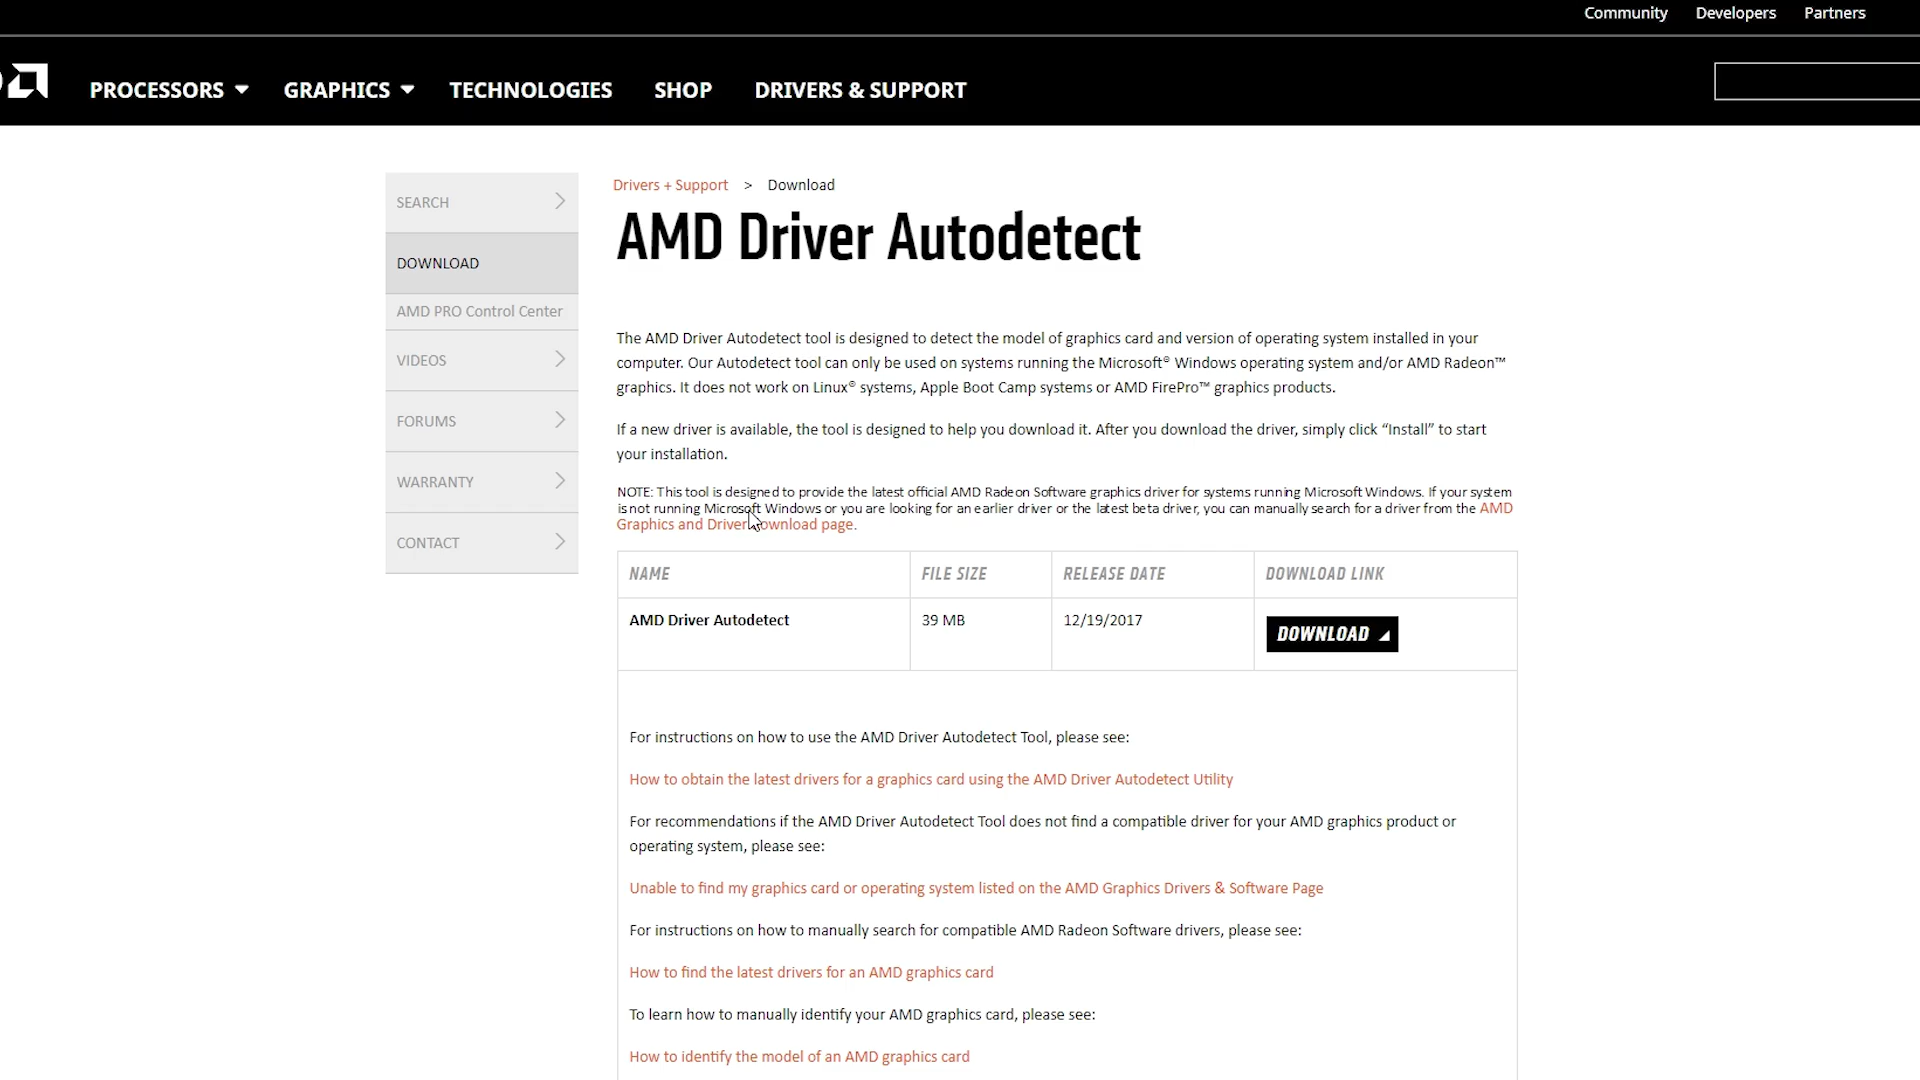 Community Developers Partners
PROCESSORS GRAPHICS TECHNOLOGIES SHOP DRIVERS & SUPPORT
SEARCH
DOWNLOAD
AMD PRO Control Center
VIDEOS
FORUMS
WARRANTY
CONTACT
Drivers + Support > Download
AMD Driver Autodetect
The AMD Driver Autodetect tool is designed to detect the model of graphics card and version of operating system installed in your
computer. Our Autodetect tool can only be used on systems running the Microsoft® Windows operating system and/or AMD Radeon™
graphics. It does not work on Linux® systems, Apple Boot Camp systems or AMD FirePro™ graphics products.
If a new driver is available, the tool is designed to help you download it. After you download the driver, simply click “Install” to start
your installation.
NOTE: This tool is designed to provide the latest official AMD Radeon Software graphics driver for systems running Microsoft Windows. If your system
is not running Microsoft Windows or you are looking for an earlier driver or the latest beta driver, you can manually search for a driver from the AMD
Graphics and Driver Download page.
NAME FILE SIZE RELEASE DATE DOWNLOAD LINK
AMD Driver Autodetect 39 MB 12/19/2017 DOWNLOAD
For instructions on how to use the AMD Driver Autodetect Tool, please see:
How to obtain the latest drivers for a graphics card using the AMD Driver Autodetect Utility
For recommendations if the AMD Driver Autodetect Tool does not find a compatible driver for your AMD graphics product or
operating system, please see:
Unable to find my graphics card or operating system listed on the AMD Graphics Drivers & Software Page
For instructions on how to manually search for compatible AMD Radeon Software drivers, please see:
How to find the latest drivers for an AMD graphics card
To learn how to manually identify your AMD graphics card, please see:
How to identify the model of an AMD graphics card